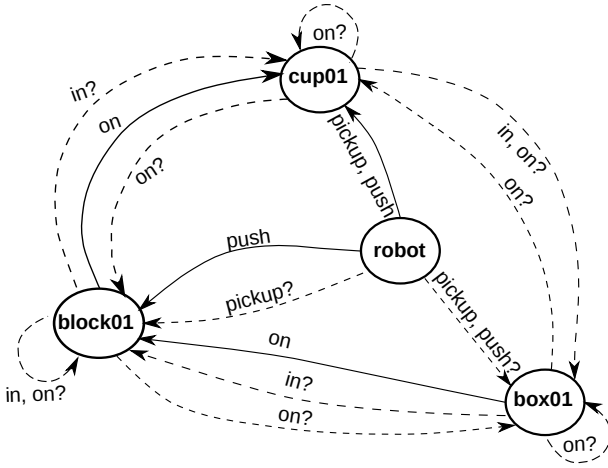 on?
cup01
in?
on
on?
pickup, push
in, on?
on?
push
robot
pickup?
pickup, push?
block01
on
in?
in, on?
on?
box01
on?